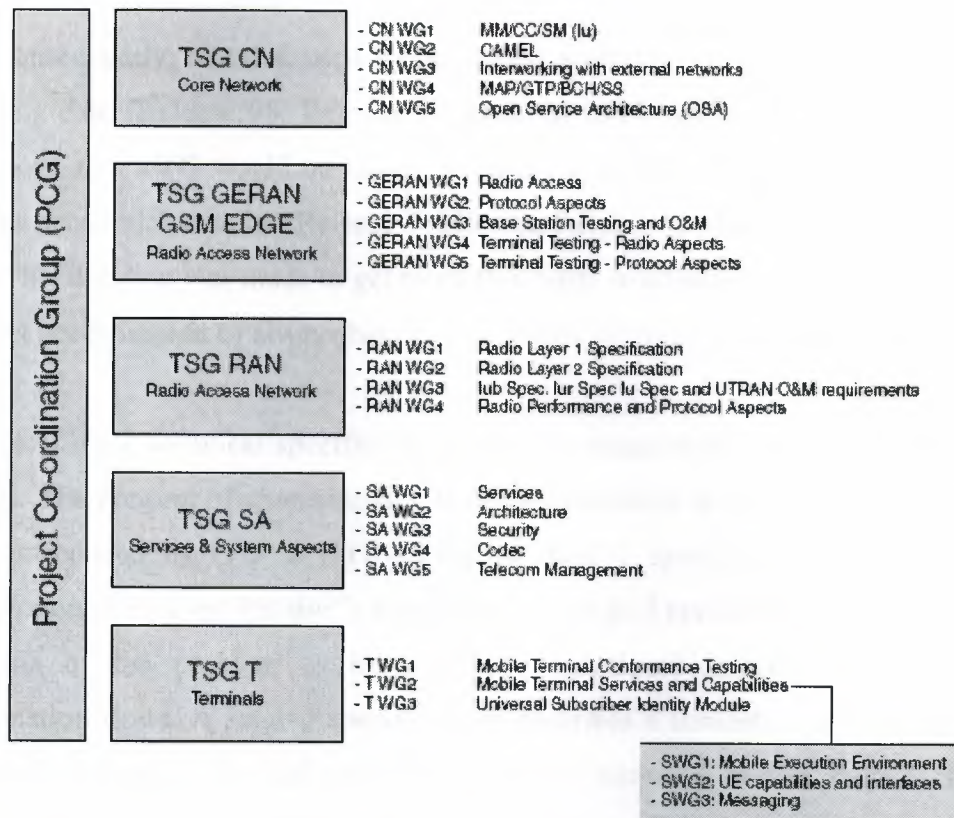 Project Co-ordination Group (PCG)
TSG CN
Core Network
- CN WG1 MM/CC/SM (Iu)
- CN WG2 CAMEL
- CN WG3 Interworking with external networks
- CN WG4 MAP/GTP/BCH/SS
- CN WG5 Open Service Architecture (OSA)
TSG GERAN
GSM EDGE
Radio Access Network
- GERAN WG1 Radio Access
- GERAN WG2 Protocol Aspects
- GERAN WG3 Base Station Testing and O&M
- GERAN WG4 Terminal Testing - Radio Aspects
- GERAN WG5 Terminal Testing - Protocol Aspects
TSG RAN
Radio Access Network
- RAN WG1 Radio Layer 1 Specification
- RAN WG2 Radio Layer 2 Specification
- RAN WG3 Iub Spec. Iur Spec Iu Spec and UTRAN O&M requirements
- RAN WG4 Radio Performance and Protocol Aspects
TSG SA
Services & System Aspects
- SA WG1 Services
- SA WG2 Architecture
- SA WG3 Security
- SA WG4 Codec
- SA WG5 Telecom Management
TSG T
Terminals
- T WG1 Mobile Terminal Conformance Testing
- T WG2 Mobile Terminal Services and Capabilities
- T WG3 Universal Subscriber Identity Module
- SWG1: Mobile Execution Environment
- SWG2: UE capabilities and interfaces
- SWG3: Messaging